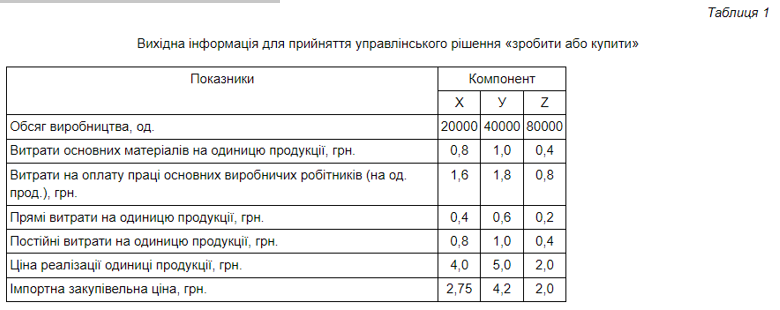 Таблиця 1
Вихідна інформація для прийняття управлінського рішення «зробити або купити»
Показники Компонент
Х У Z
Обсяг виробництва, од. 20000 40000 80000
Витрати основних матеріалів на одиницю продукції, грн. 0,8 1,0 0,4
Витрати на оплату праці основних виробничих робітників (на од. 1,6 1,8 0,8
прод.), грн.
Прямі витрати на одиницю продукції, грн. 0,4 0,6 0,2
Постійні витрати на одиницю продукції, грн. 0,8 1,0 0,4
Ціна реалізації одиниці продукції, грн. 4,0 5,0 2,0
Імпортна закупівельна ціна, грн. 2,75 4,2 2,0